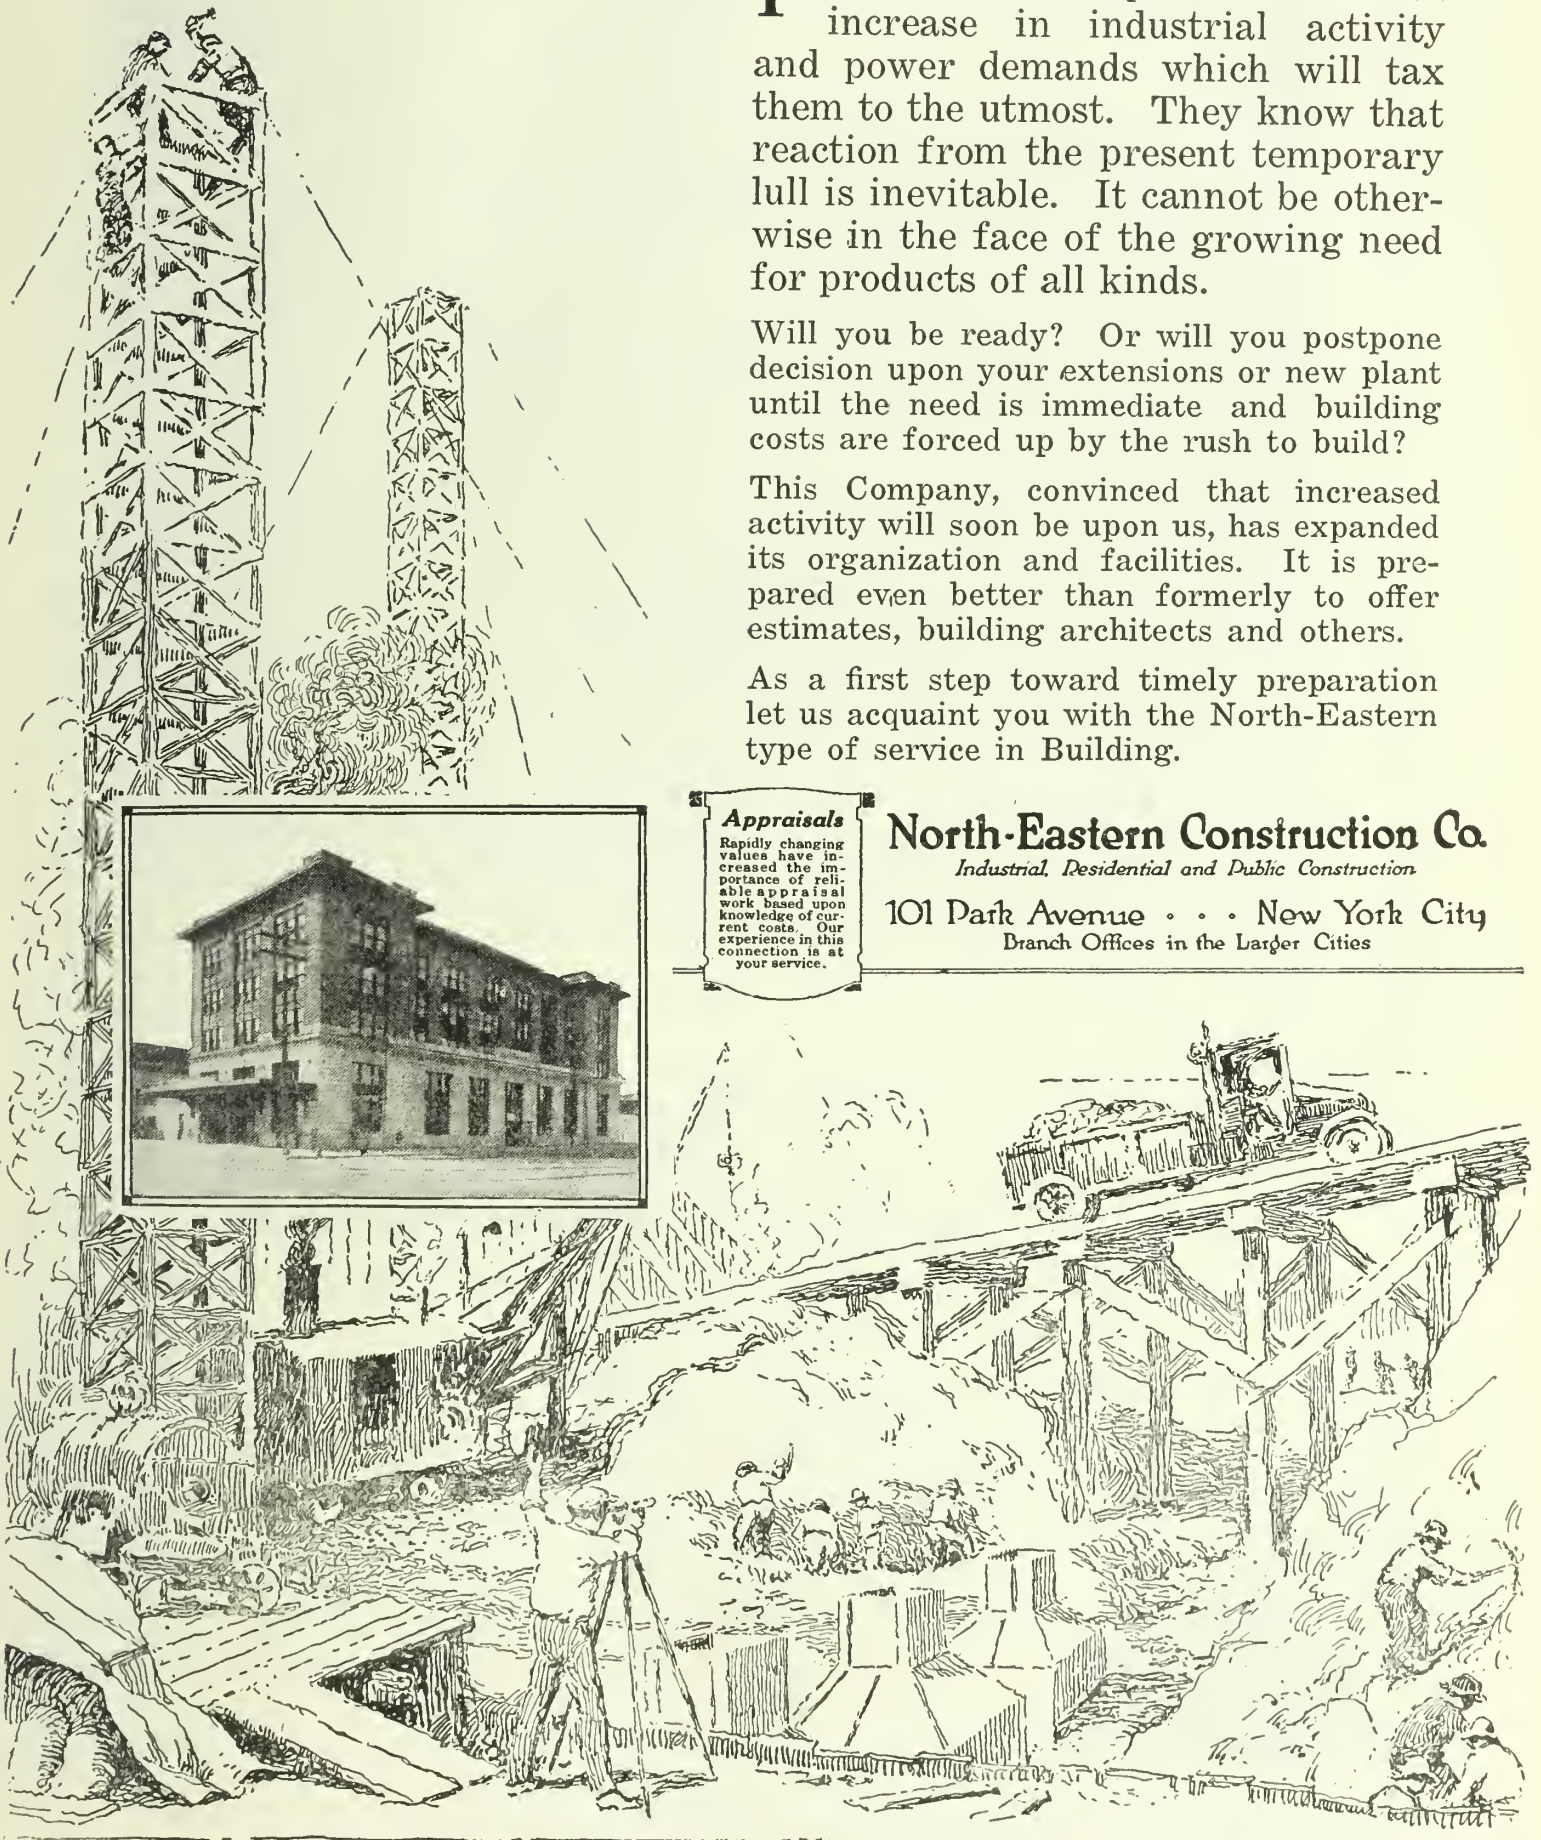 increase in industrial activity
and power demands which will tax
them to the utmost. They know that
reaction from the present temporary
lull is inevitable. It cannot be other-
wise in the face of the growing need
for products of all kinds.
Will you be ready? Or will you postpone
decision upon your extensions or new plant
until the need is immediate and building
costs are forced up by the rush to build?
This Company, convinced that increased
activity will soon be upon us, has expanded
its organization and facilities. It is pre-
pared even better than formerly to offer
estimates, building architects and others.
As a first step toward timely preparation
let us acquaint you with the North-Eastern
type of service in Building.
Appraisals
Rapidly changing
values have in-
creased the im-
portance of reli-
able appraisal
work based upon
knowledge of cur-
rent costs. Our
experience in this
connection is at
your service.
North-Eastern Construction Co.
Industrial, Residential and Public Construction
101 Park Avenue • • • New York City
Branch Offices in the Larger Cities